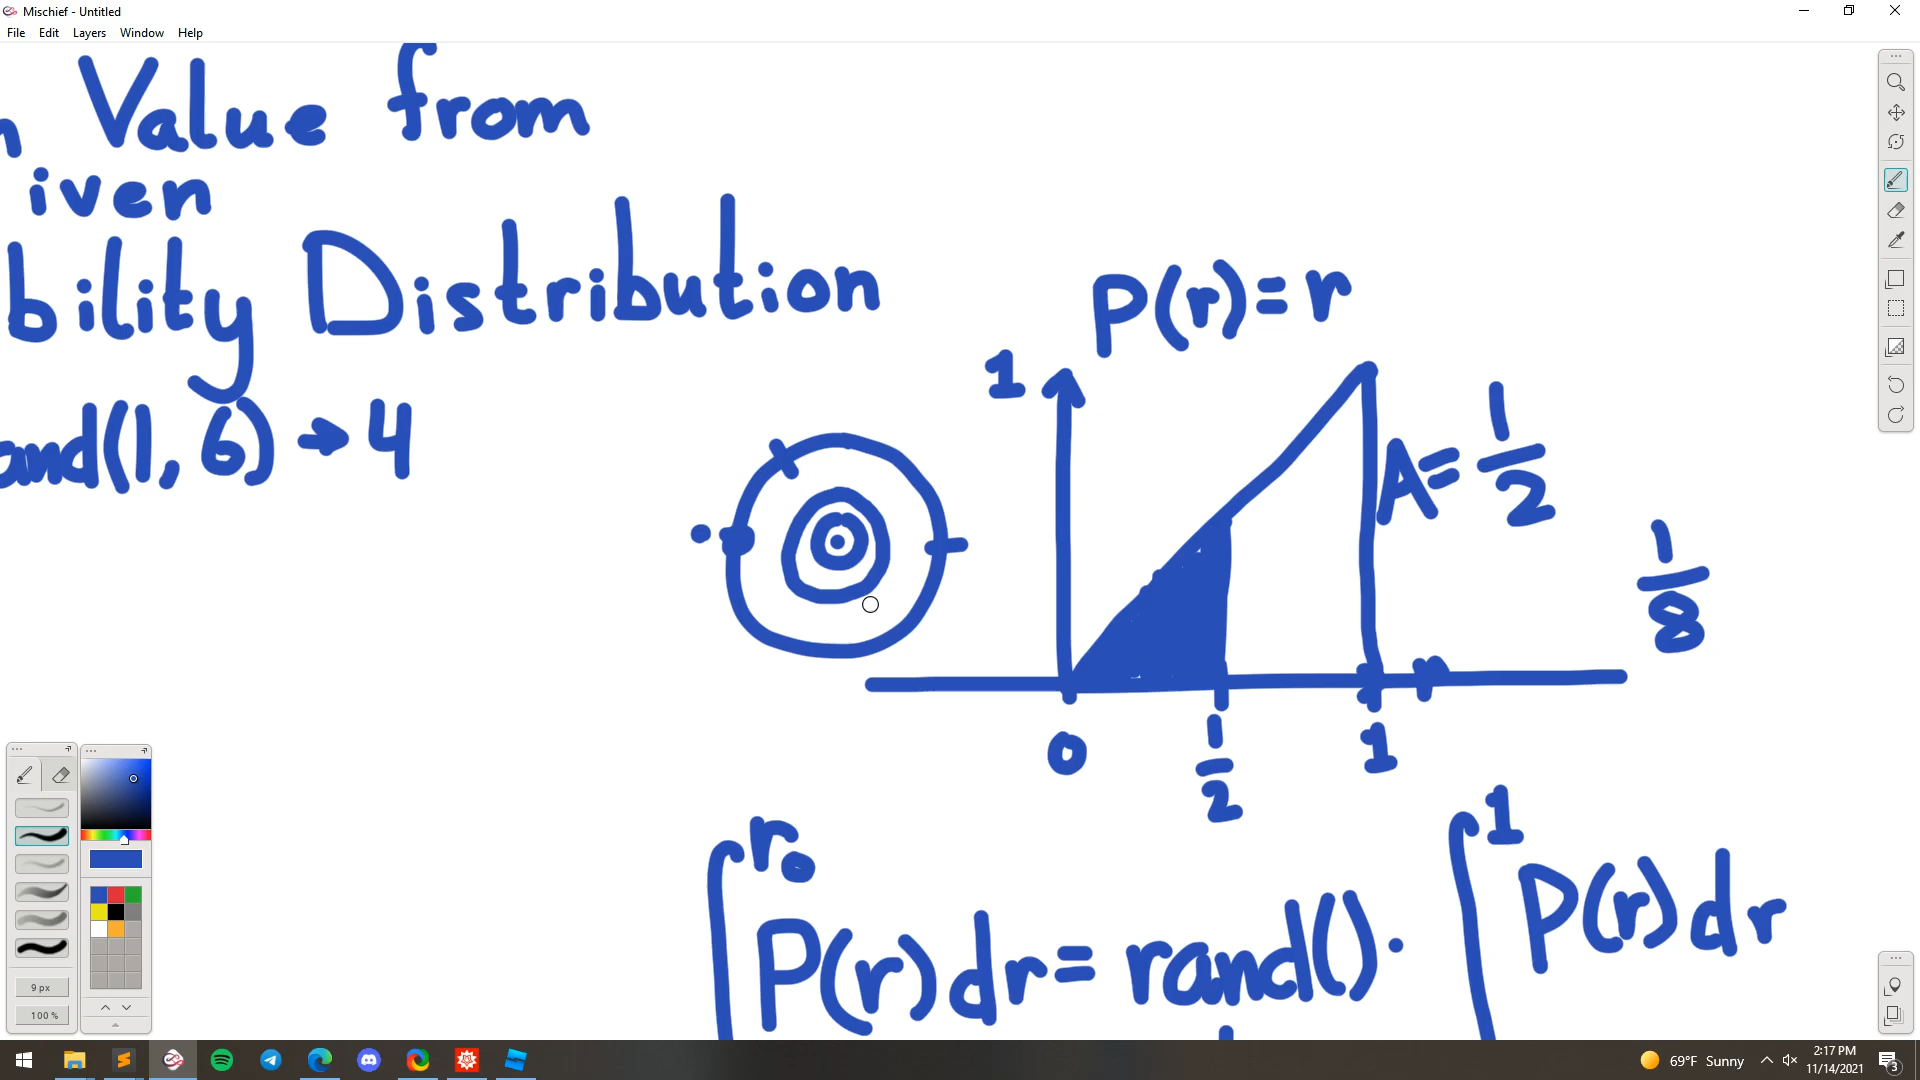 Mischief - Untitled
File Edit Layers Window Help
n Value from
iven
bility Distribution
and(1, 6) → 4
P(r)=r
1
A= 1/2
1/8
r
0 1/2 1
∫ r₀ P(r)dr = rand() · ∫ 1 P(r)dr
9 px
100 %
69°F Sunny
2:17 PM
11/14/2021
3